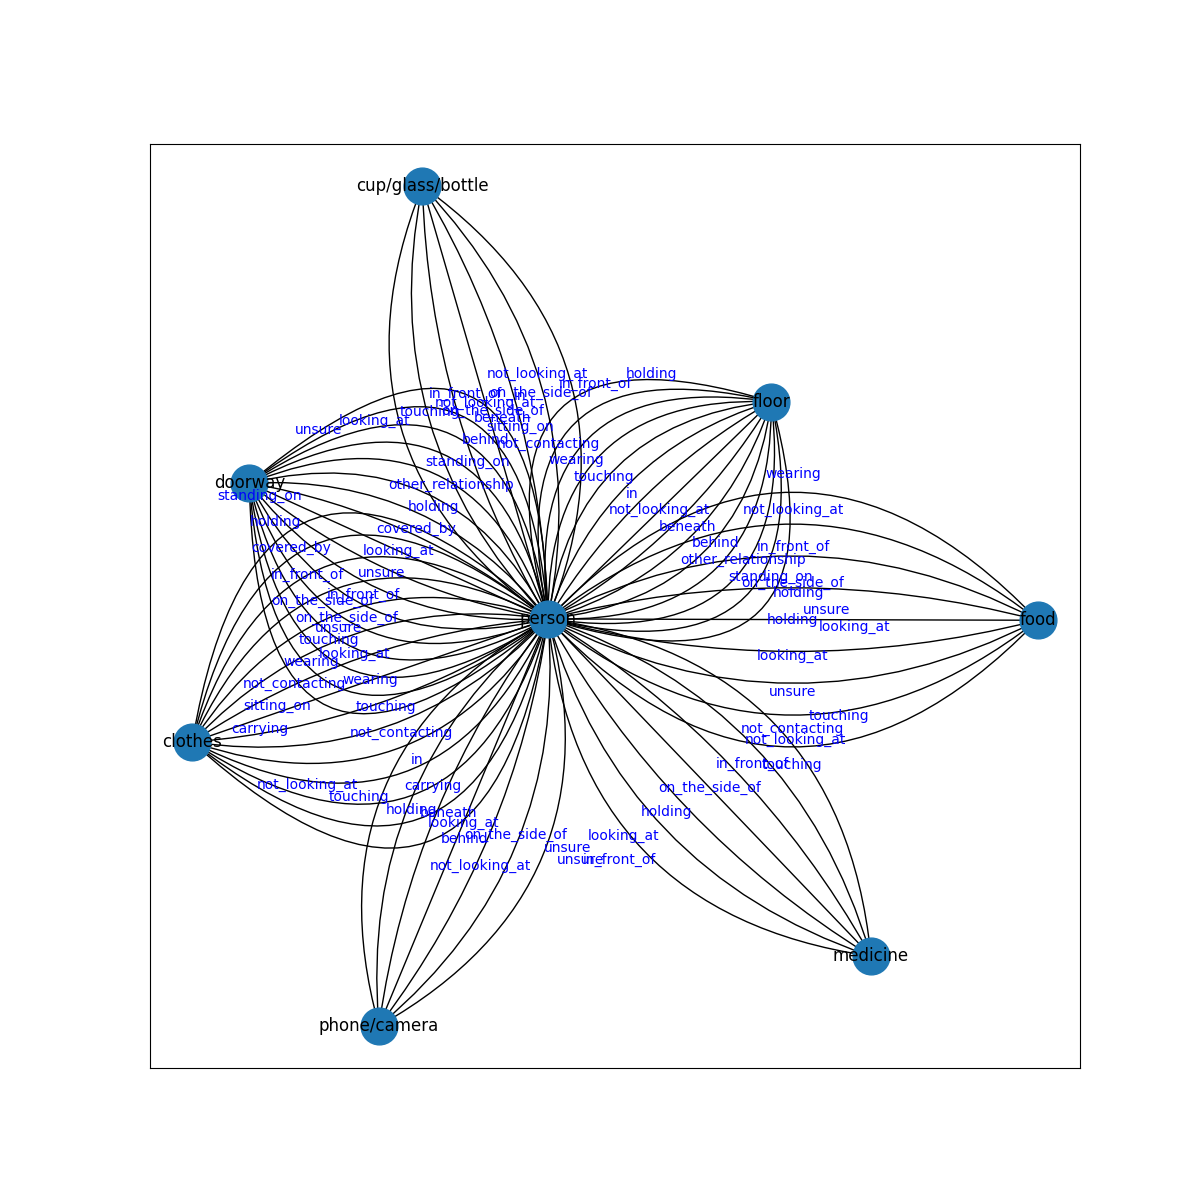 cup/glass/bottle
not_looking_at
holding
in_front_of
in_front_of
on_the_side_of
floor
not_looking_at
touching
on_the_side_of
beneath
looking_at
unsure
sitting_on
behind
not_contacting
standing_on
wearing
wearing
touching
doorway
other_relationship
standing_on
in
holding
not_looking_at
not_looking_at
holding
covered_by
beneath
covered_by
looking_at
behind
in_front_of
other_relationship
in_front_of
unsure
standing_on
on_the_side_of
on_the_side_of
in_front_of
holding
unsure
on_the_side_of
person
holding
food
unsure
looking_at
touching
looking_at
looking_at
wearing
not_contacting
wearing
unsure
sitting_on
touching
touching
carrying
not_contacting
not_contacting
clothes
not_looking_at
in
in_front_of
touching
not_looking_at
carrying
on_the_side_of
touching
holding
beneath
holding
looking_at
behind
on_the_side_of
looking_at
unsure
unsure
in_front_of
not_looking_at
medicine
phone/camera